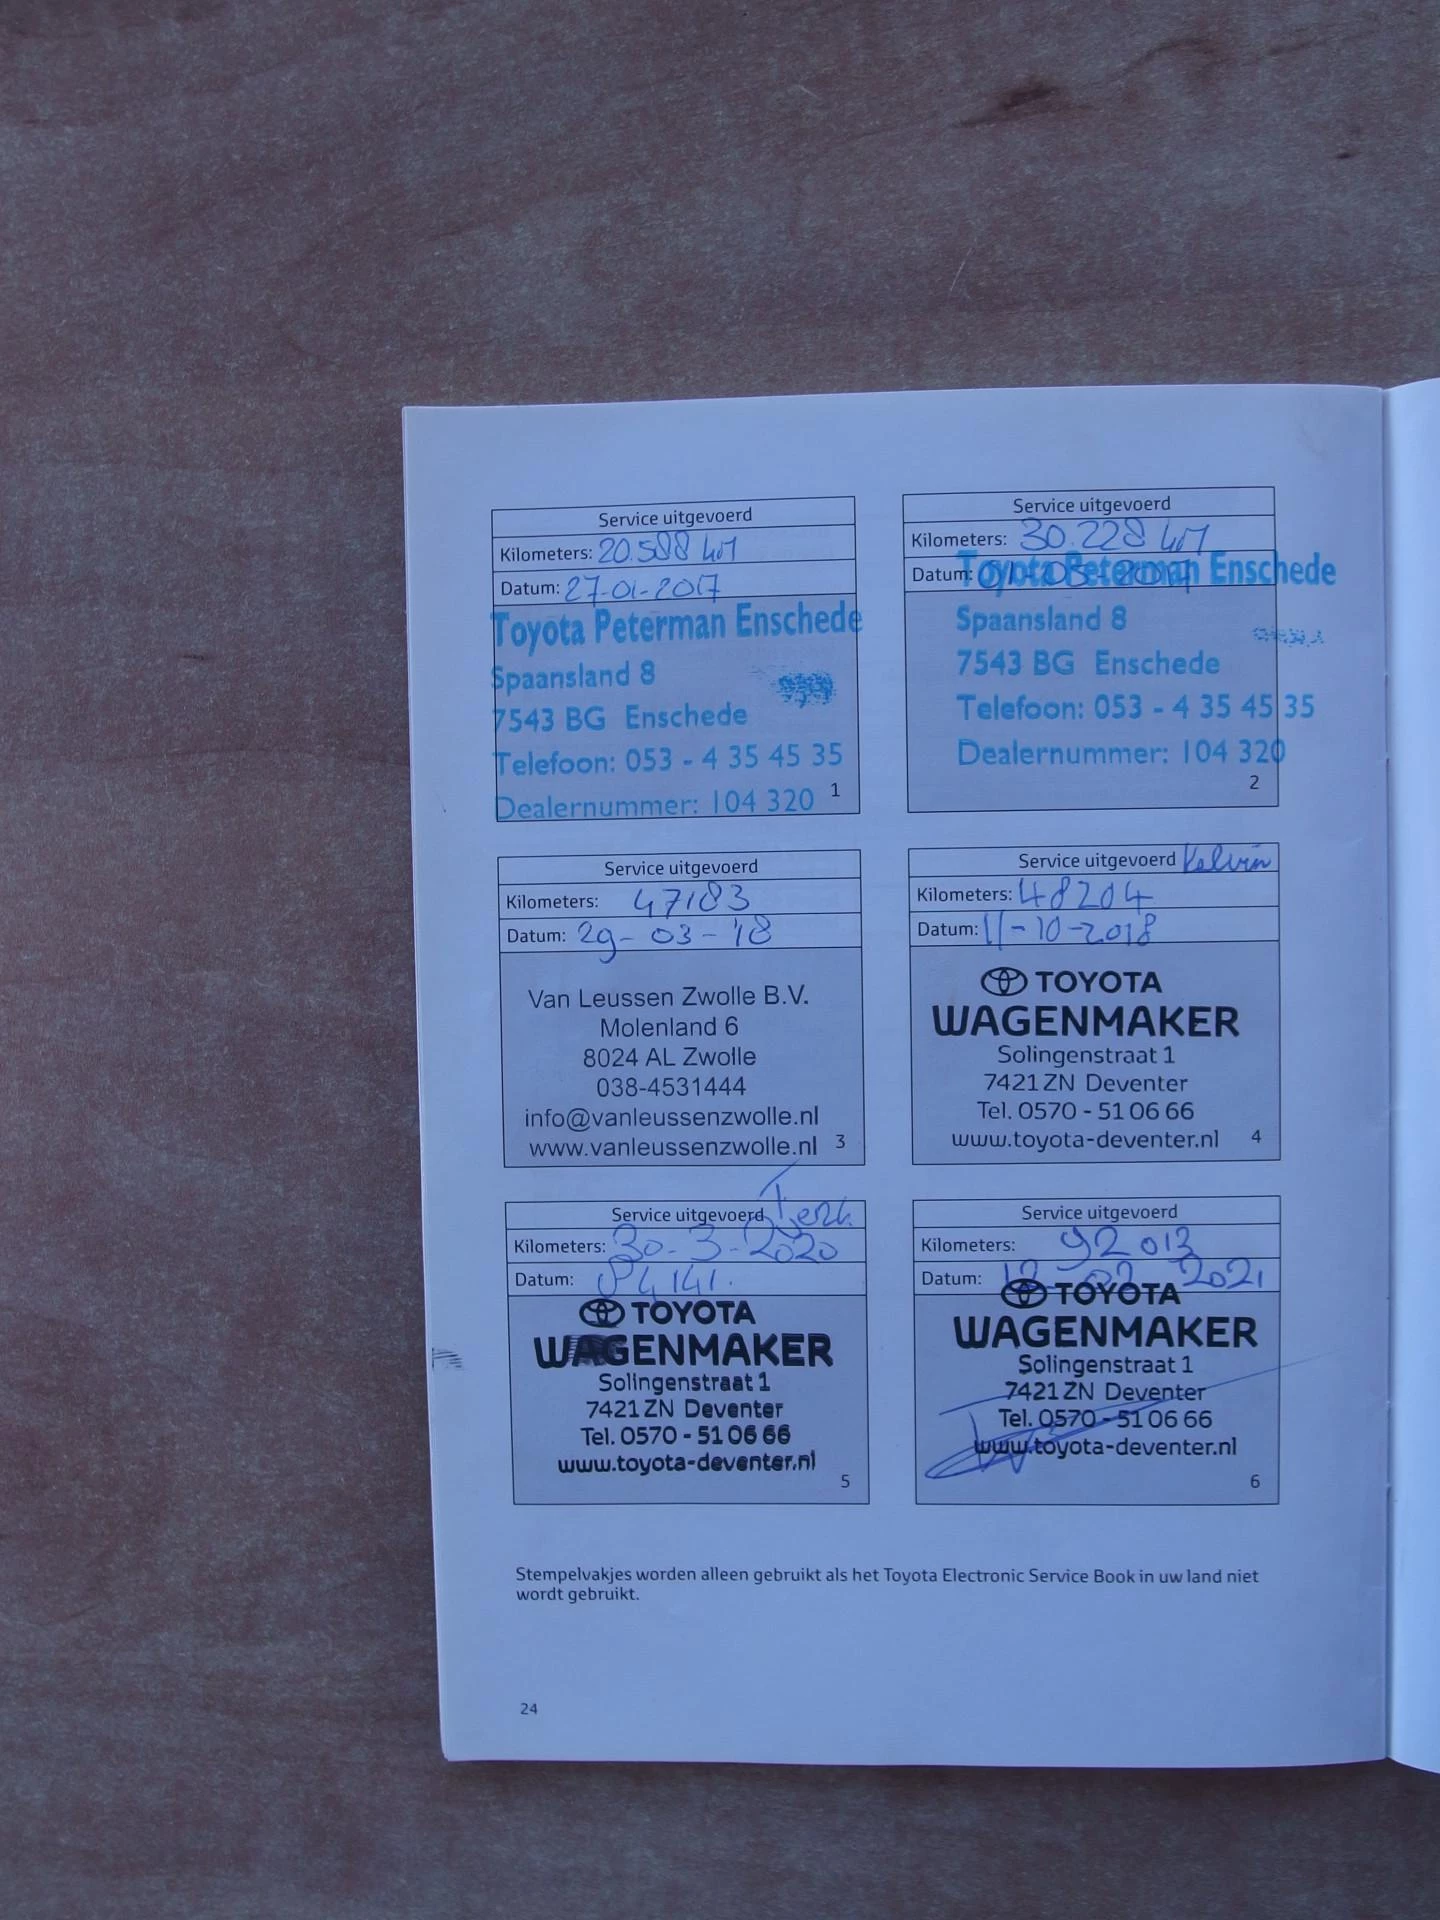 Service uitgevoerd
Kilometers: 20.588 km
Datum: 27-01-2017
Toyota Peterman Enschede
Spaansland 8
7543 BG Enschede
Telefoon: 053 - 4 35 45 35
Dealernummer: 104 320
1
Service uitgevoerd
Kilometers: 30.228 km
Datum:
Toyota Peterman Enschede
Spaansland 8
7543 BG Enschede
Telefoon: 053 - 4 35 45 35
Dealernummer: 104 320
2
Service uitgevoerd
Kilometers: 47183
Datum: 29-03-'18
Van Leussen Zwolle B.V.
Molenland 6
8024 AL Zwolle
038-4531444
info@vanleussenzwolle.nl
www.vanleussenzwolle.nl
3
Service uitgevoerd Kelvin
Kilometers: 48204
Datum: 11-10-2018
TOYOTA
WAGENMAKER
Solingenstraat 1
7421 ZN Deventer
Tel. 0570 - 51 06 66
www.toyota-deventer.nl
4
Service uitgevoerd
Kilometers: 30-3-2020
Datum: 84141.
TOYOTA
WAGENMAKER
Solingenstraat 1
7421 ZN Deventer
Tel. 0570 - 51 06 66
www.toyota-deventer.nl
5
Service uitgevoerd
Kilometers: 92013
Datum:
TOYOTA
WAGENMAKER
Solingenstraat 1
7421 ZN Deventer
Tel. 0570 - 51 06 66
www.toyota-deventer.nl
6
Stempelvakjes worden alleen gebruikt als het Toyota Electronic Service Book in uw land niet
wordt gebruikt.
24